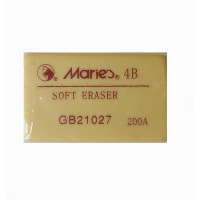 Marie's® 4B
SOFT ERASER
GB21027 200A